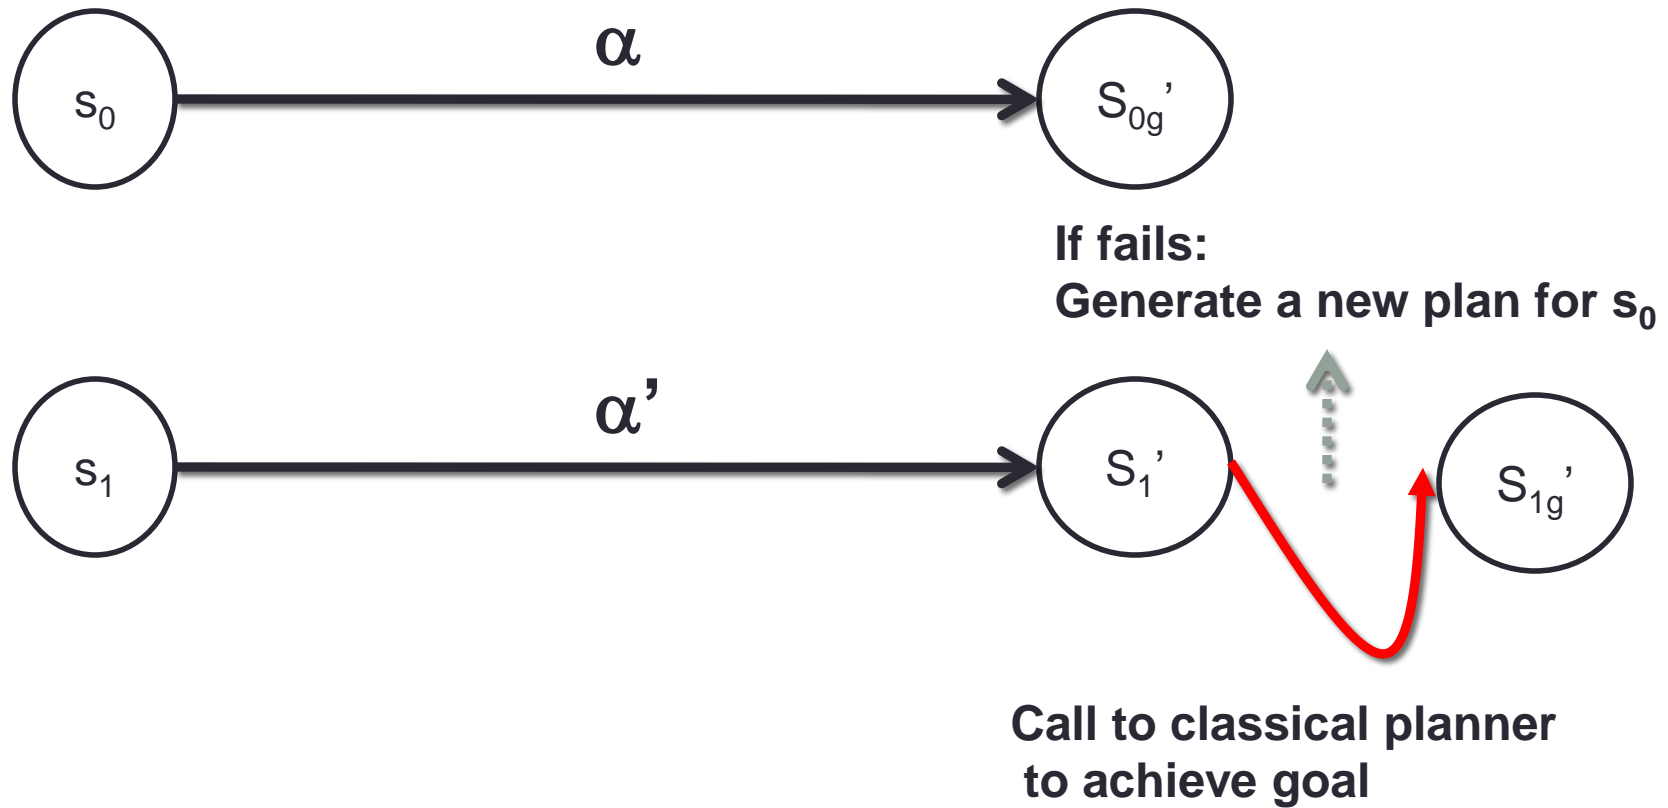 α
s₀
S₀g’
If fails:
Generate a new plan for s₀
α’
s₁
S₁’
S₁g’
Call to classical planner
to achieve goal